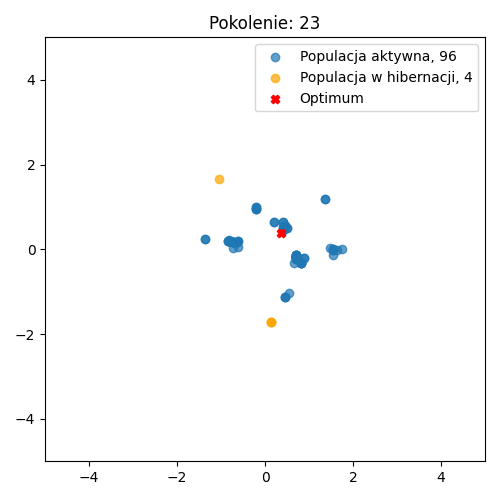 Pokolenie: 23
Populacja aktywna, 96
Populacja w hibernacji, 4
Optimum
4
2
0
−2
−4
−4 −2 0 2 4